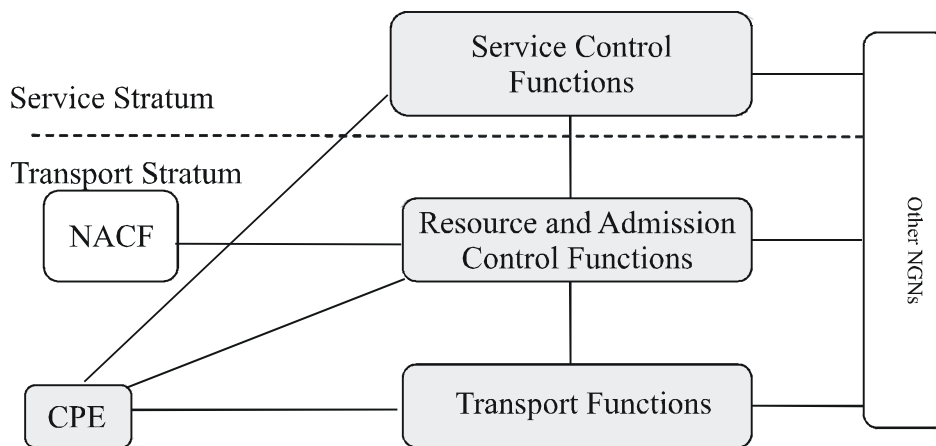 Service Control
Functions
Service Stratum
Transport Stratum
NACF
Resource and Admission
Control Functions
Other NGNs
CPE
Transport Functions